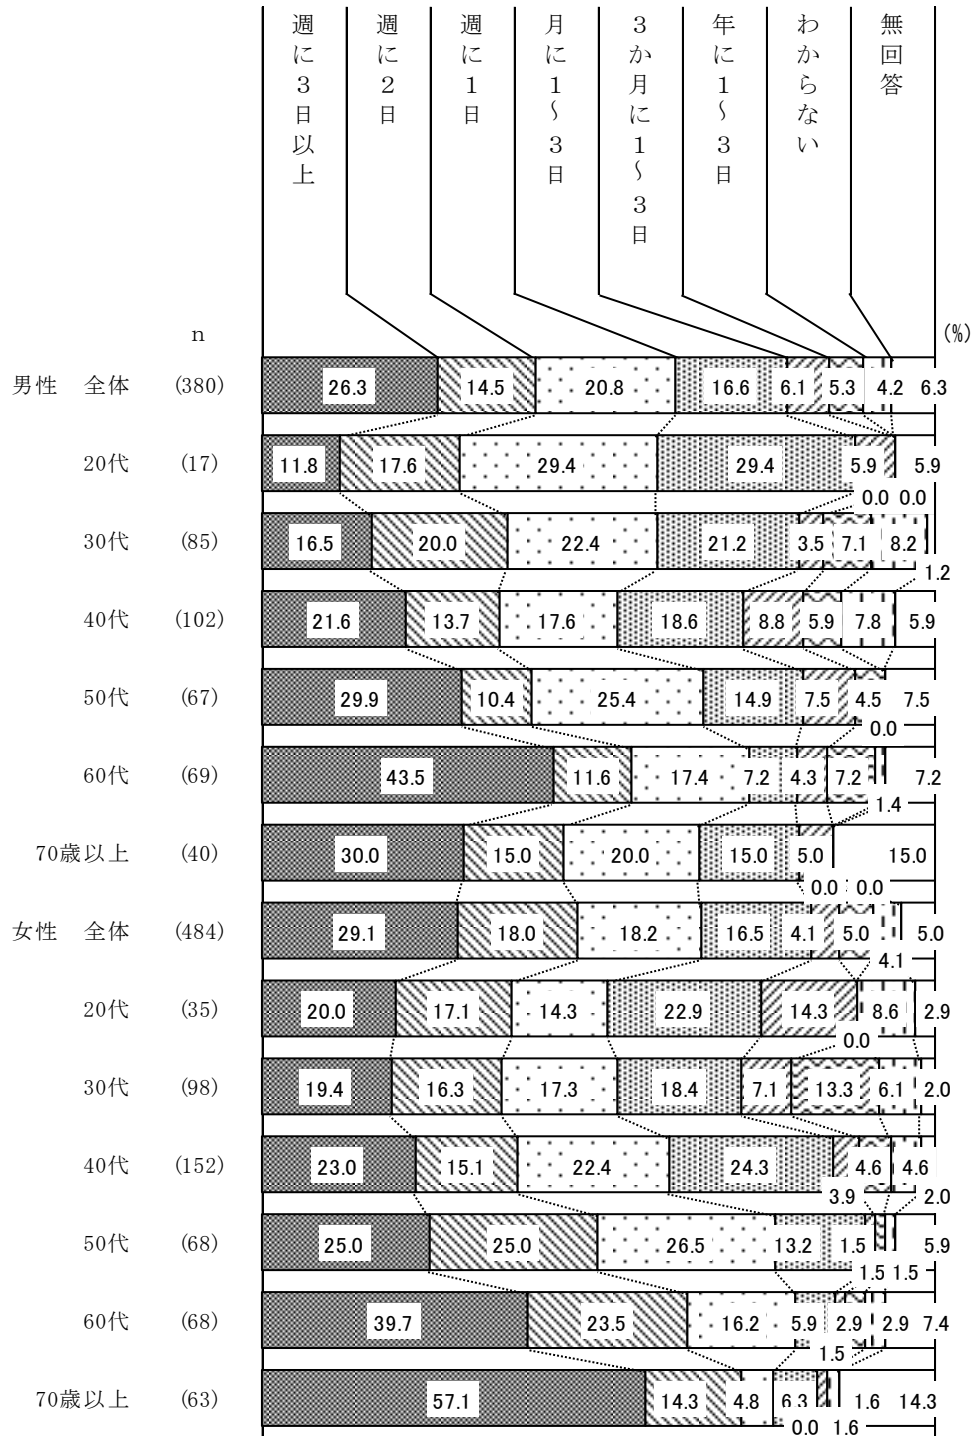 週に3日以上
週に2日
週に1日
月に1~3日
3か月に1~3日
年に1~3日
わからない
無回答
n
(%)
男性 全体 (380) 26.3 14.5 20.8 16.6 6.1 5.3 4.2 6.3
20代 (17) 11.8 17.6 29.4 29.4 5.9 5.9
0.0 0.0
30代 (85) 16.5 20.0 22.4 21.2 3.5 7.1 8.2
1.2
40代 (102) 21.6 13.7 17.6 18.6 8.8 5.9 7.8 5.9
50代 (67) 29.9 10.4 25.4 14.9 7.5 4.5 7.5
0.0
60代 (69) 43.5 11.6 17.4 7.2 4.3 7.2 7.2
1.4
70歳以上 (40) 30.0 15.0 20.0 15.0 5.0 15.0
0.0 0.0
女性 全体 (484) 29.1 18.0 18.2 16.5 4.1 5.0 5.0
4.1
20代 (35) 20.0 17.1 14.3 22.9 14.3 8.6 2.9
0.0
30代 (98) 19.4 16.3 17.3 18.4 7.1 13.3 6.1 2.0
40代 (152) 23.0 15.1 22.4 24.3 4.6 4.6
3.9 2.0
50代 (68) 25.0 25.0 26.5 13.2 1.5 5.9
1.5 1.5
60代 (68) 39.7 23.5 16.2 5.9 2.9 2.9 7.4
1.5
70歳以上 (63) 57.1 14.3 4.8 6.3 1.6 14.3
0.0 1.6